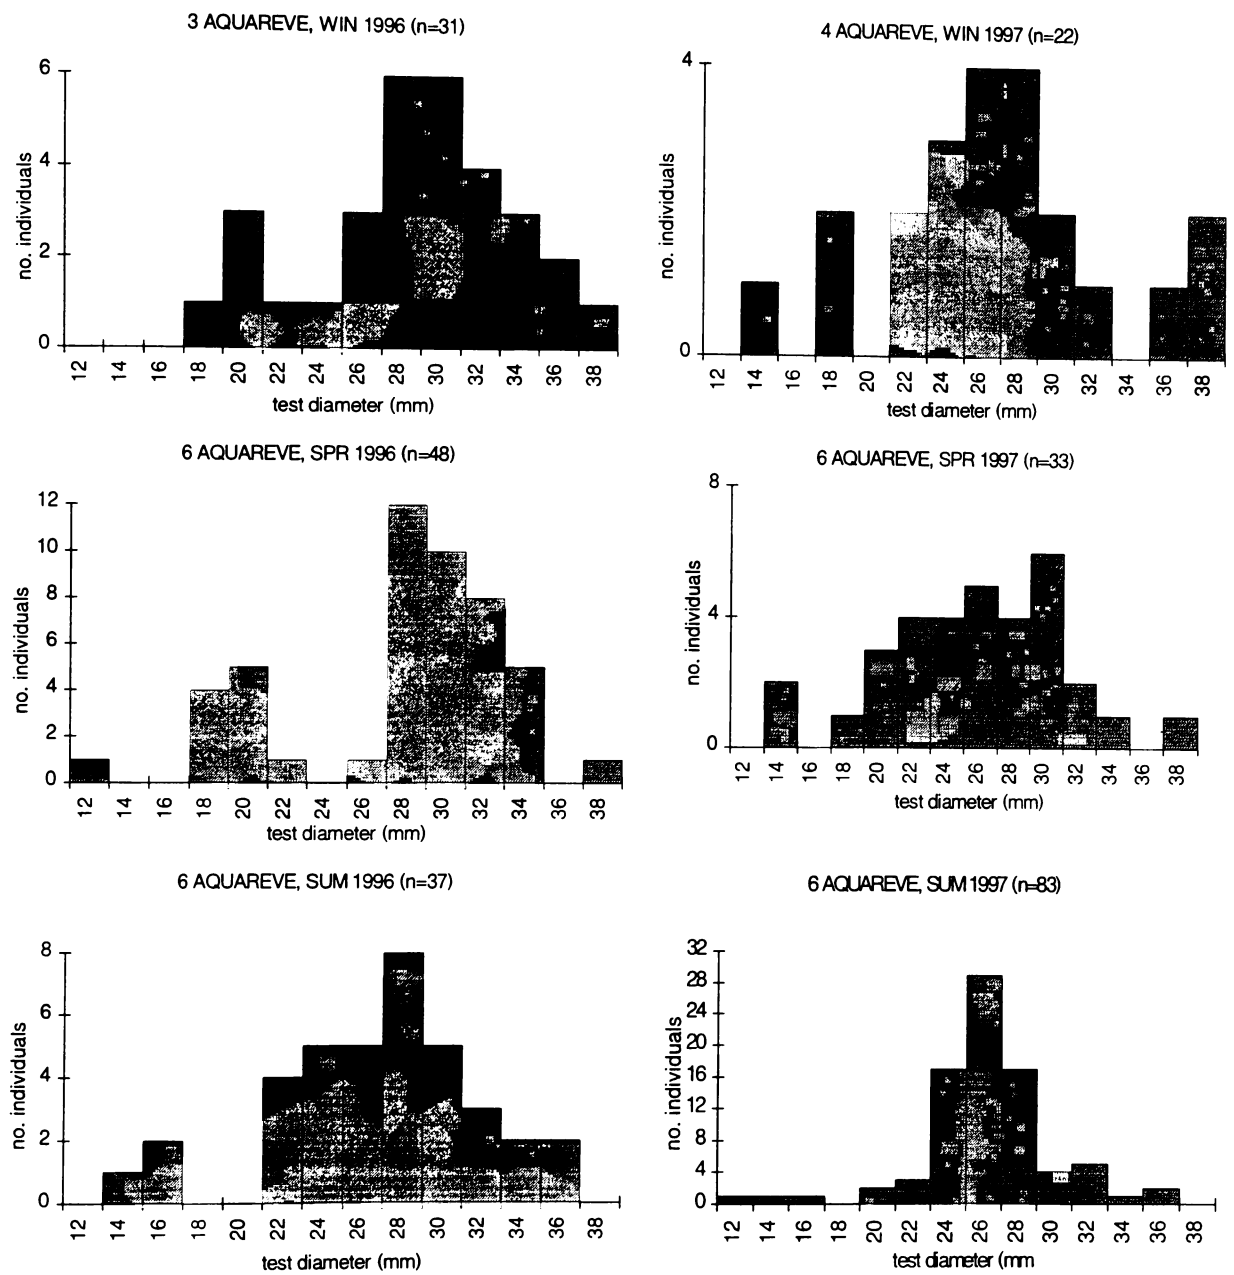 3 AQUAREVE, WIN 1996 (n=31)
6
4
2
0
no. individuals
12 14 16 18 20 22 24 26 28 30 32 34 36 38
test diameter (mm)
4 AQUAREVE, WIN 1997 (n=22)
4
0
no. individuals
12 14 16 18 20 22 24 26 28 30 32 34 36 38
test diameter (mm)
6 AQUAREVE, SPR 1996 (n=48)
12
10
8
6
4
2
0
no. individuals
12 14 16 18 20 22 24 26 28 30 32 34 36 38
test diameter (mm)
6 AQUAREVE, SPR 1997 (n=33)
8
4
0
no. individuals
12 14 16 18 20 22 24 26 28 30 32 34 36 38
test diameter (mm)
6 AQUAREVE, SUM 1996 (n=37)
8
6
4
2
0
no. individuals
12 14 16 18 20 22 24 26 28 30 32 34 36 38
test diameter (mm)
6 AQUAREVE, SUM 1997 (n=83)
32
28
24
20
16
12
8
4
0
no. individuals
12 14 16 18 20 22 24 26 28 30 32 34 36 38
test diameter (mm